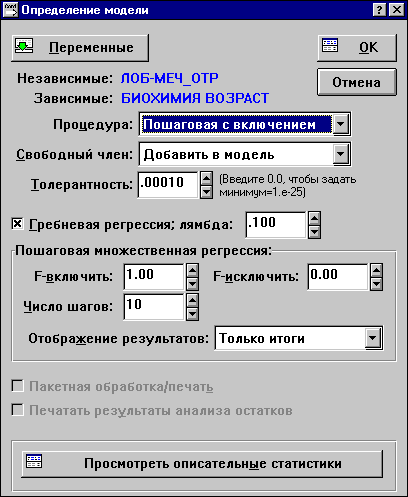 Определение модели
Переменные
OK
Независимые: ЛОБ-МЕЧ_ОТР
Зависимые: БИОХИМИЯ ВОЗРАСТ
Отмена
Процедура: Пошаговая с включением
Свободный член: Добавить в модель
Толерантность: .00010 (Введите 0.0, чтобы задать
минимум=1.e-25)
Гребневая регрессия; лямбда: .100
Пошаговая множественная регрессия:
F-включить: 1.00 F-исключить: 0.00
Число шагов: 10
Отображение результатов: Только итоги
Пакетная обработка/печать
Печатать результаты анализа остатков
Просмотреть описательные статистики